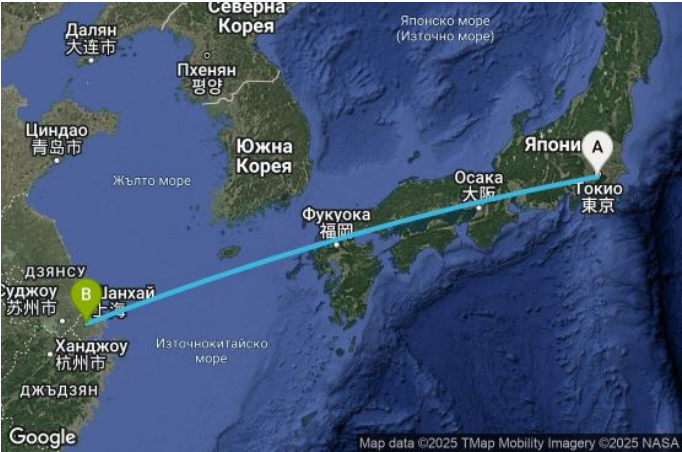 Северна
Корея
Японско море
(Източно море)
Далян
大连市
Пхенян
평양
Циндао
青岛市
Южна
Корея
Япони
A
Жълто море
Осака
大阪
Токио
東京
Фукуока
福岡
ДЗЯНСУ
Суджоу
苏州市
B
Шанхай
上海
Ханджоу
杭州市
Източнокитайско
море
ДЖЪДЗЯН
Google
Map data ©2025 TMap Mobility Imagery ©2025 NASA